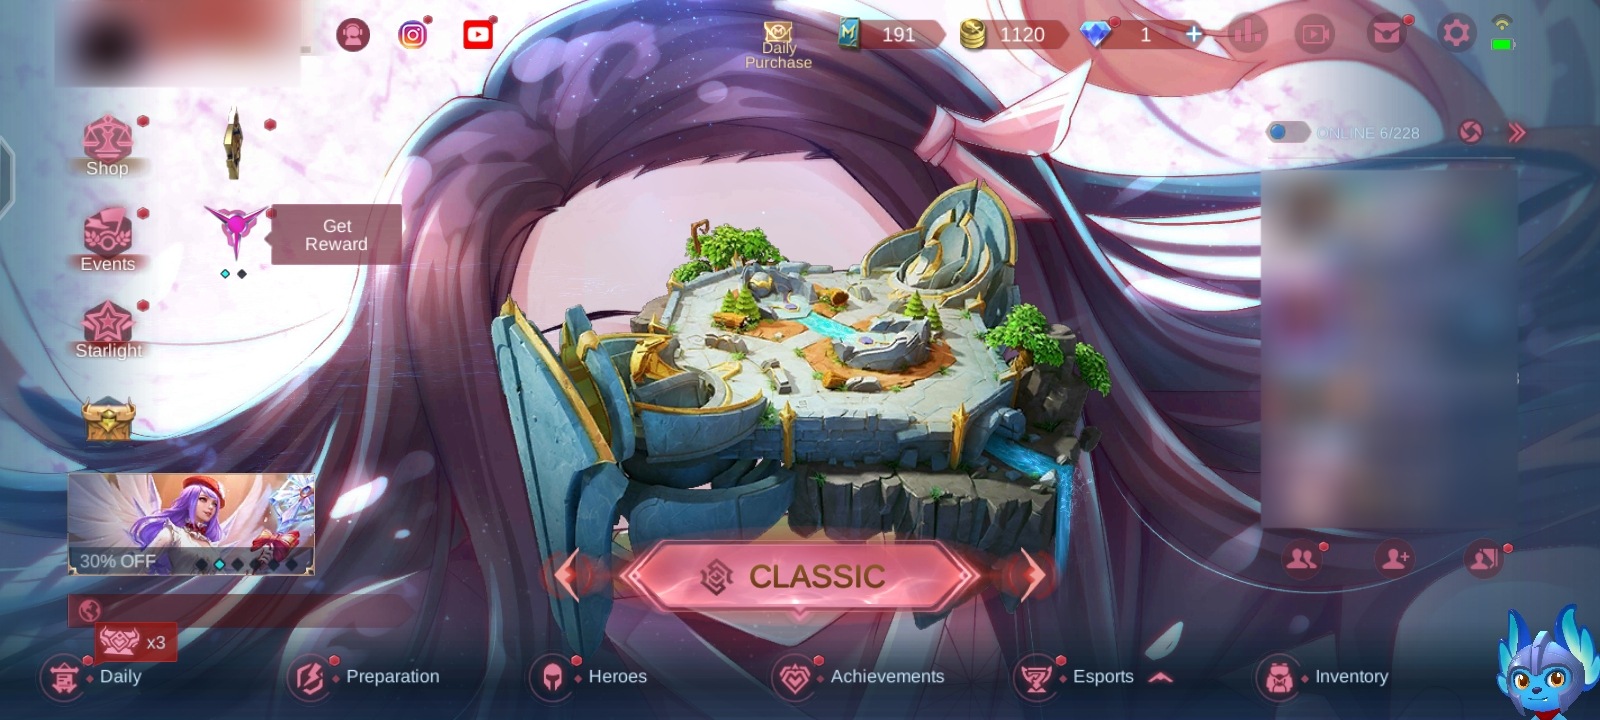 Daily
Purchase
191
1120
1
ONLINE 6/228
Shop
Get
Reward
Events
Starlight
30% OFF
CLASSIC
x3
Daily
Preparation
Heroes
Achievements
Esports
Inventory